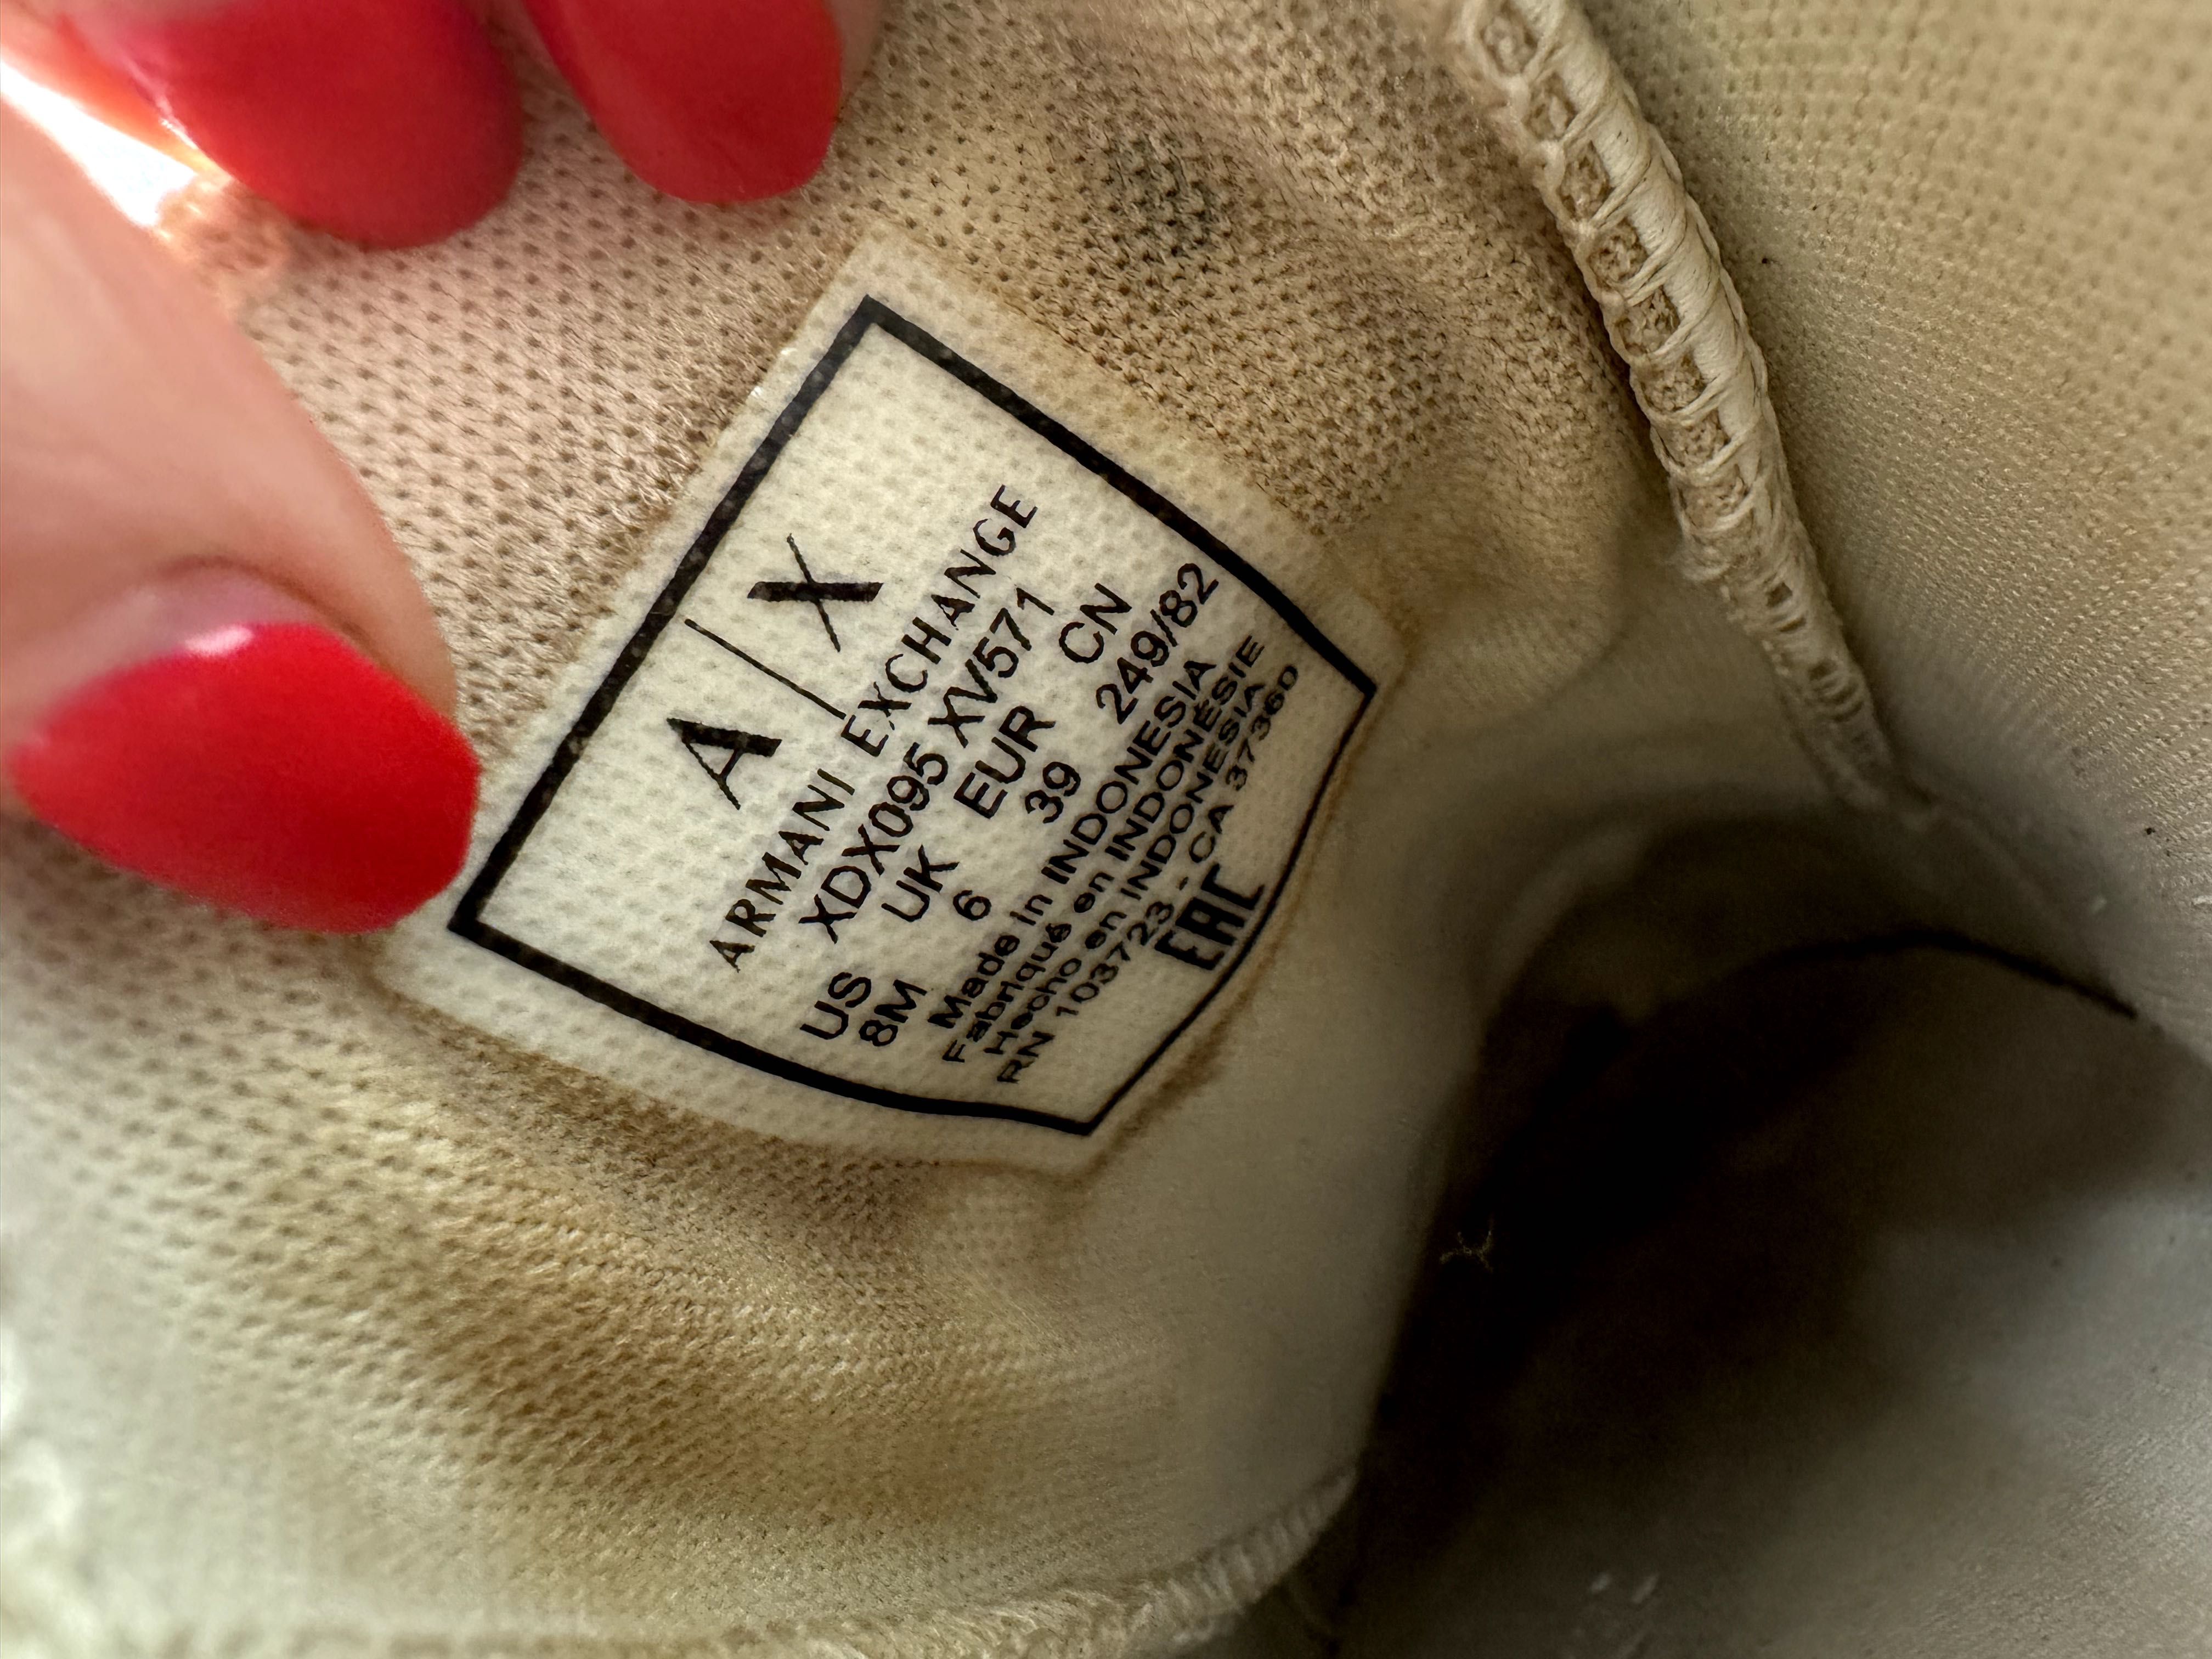 A|X
ARMANI EXCHANGE
XDX095 XV571
US UK EUR CN
8M 6 39 249/82
Made in INDONESIA
Fabriqué en INDONÉSIE
Hecho en INDONESIA
RN 103723 - CA 37360
EAC